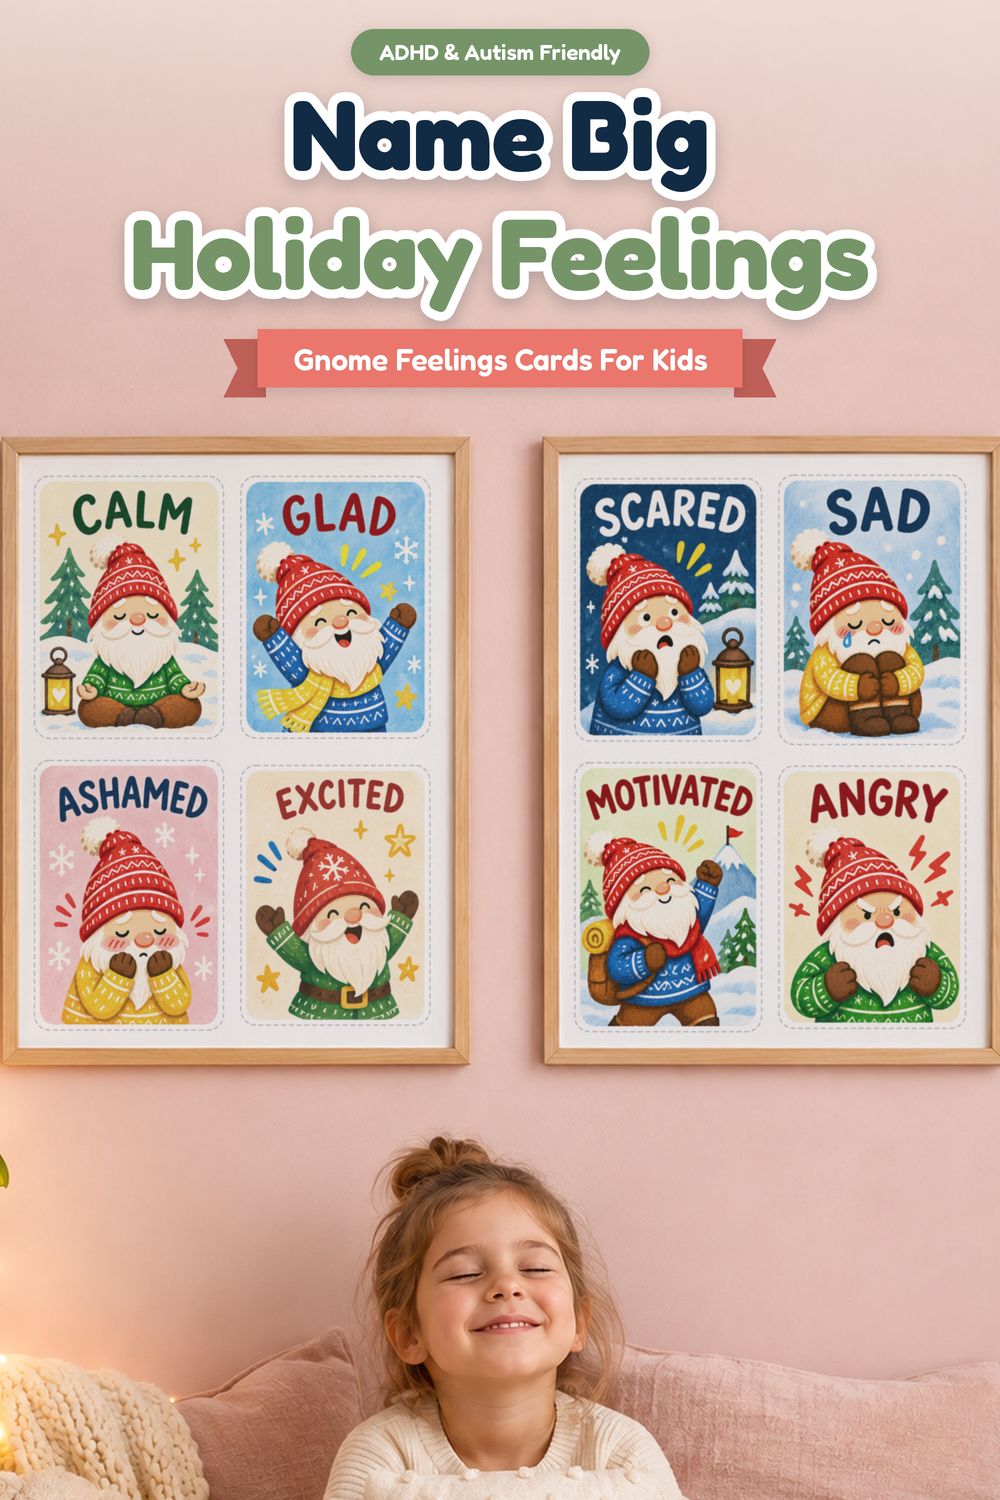 ADHD & Autism Friendly
Name Big
Holiday Feelings
Gnome Feelings Cards For Kids
CALM
GLAD
ASHAMED
EXCITED
SCARED
SAD
MOTIVATED
ANGRY